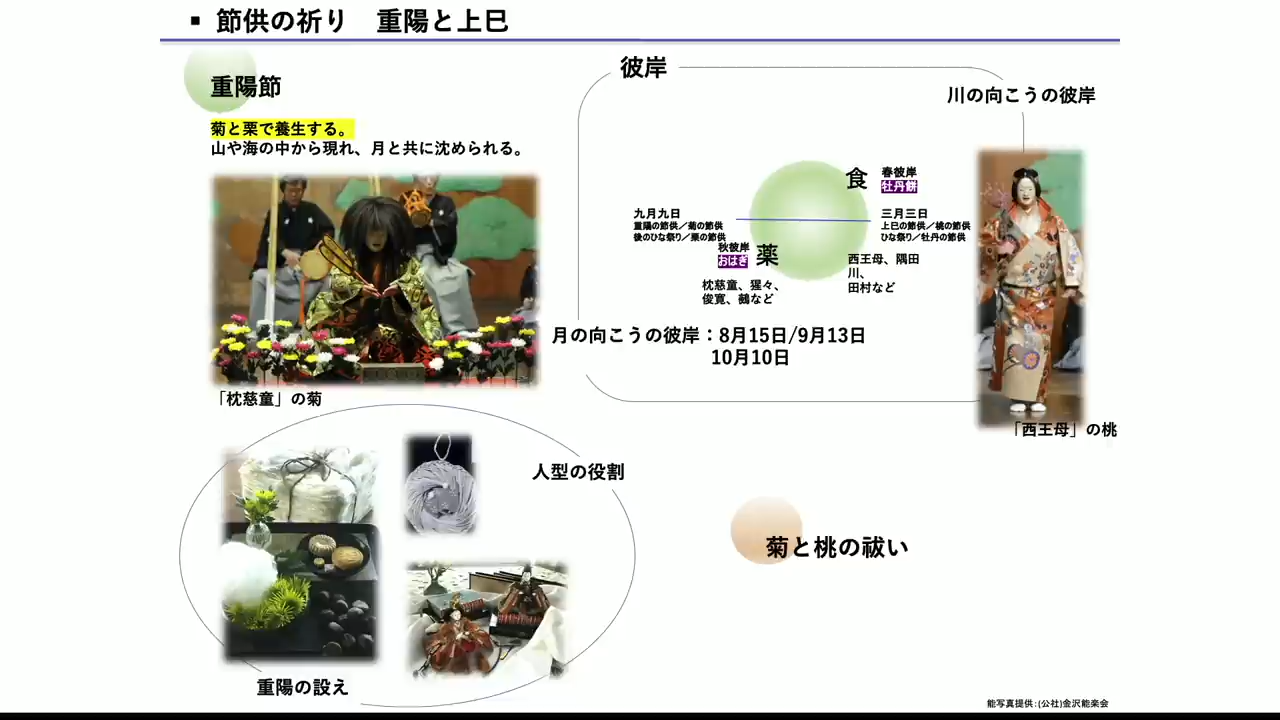 ▪ 節供の祈り　重陽と上巳
重陽節
菊と栗で養生する。
山や海の中から現れ、月と共に沈められる。
「枕慈童」の菊
彼岸
川の向こうの彼岸
食
春彼岸
牡丹餅
九月九日
重陽の節供／菊の節供
後のひな祭り／栗の節供
三月三日
上巳の節供／桃の節供
ひな祭り／牡丹の節供
秋彼岸
おはぎ
薬
枕慈童、猩々、
俊寛、鵺など
西王母、隅田
川、
田村など
月の向こうの彼岸：8月15日/9月13日
10月10日
「西王母」の桃
人型の役割
菊と桃の祓い
重陽の設え
能写真提供：(公社)金沢能楽会